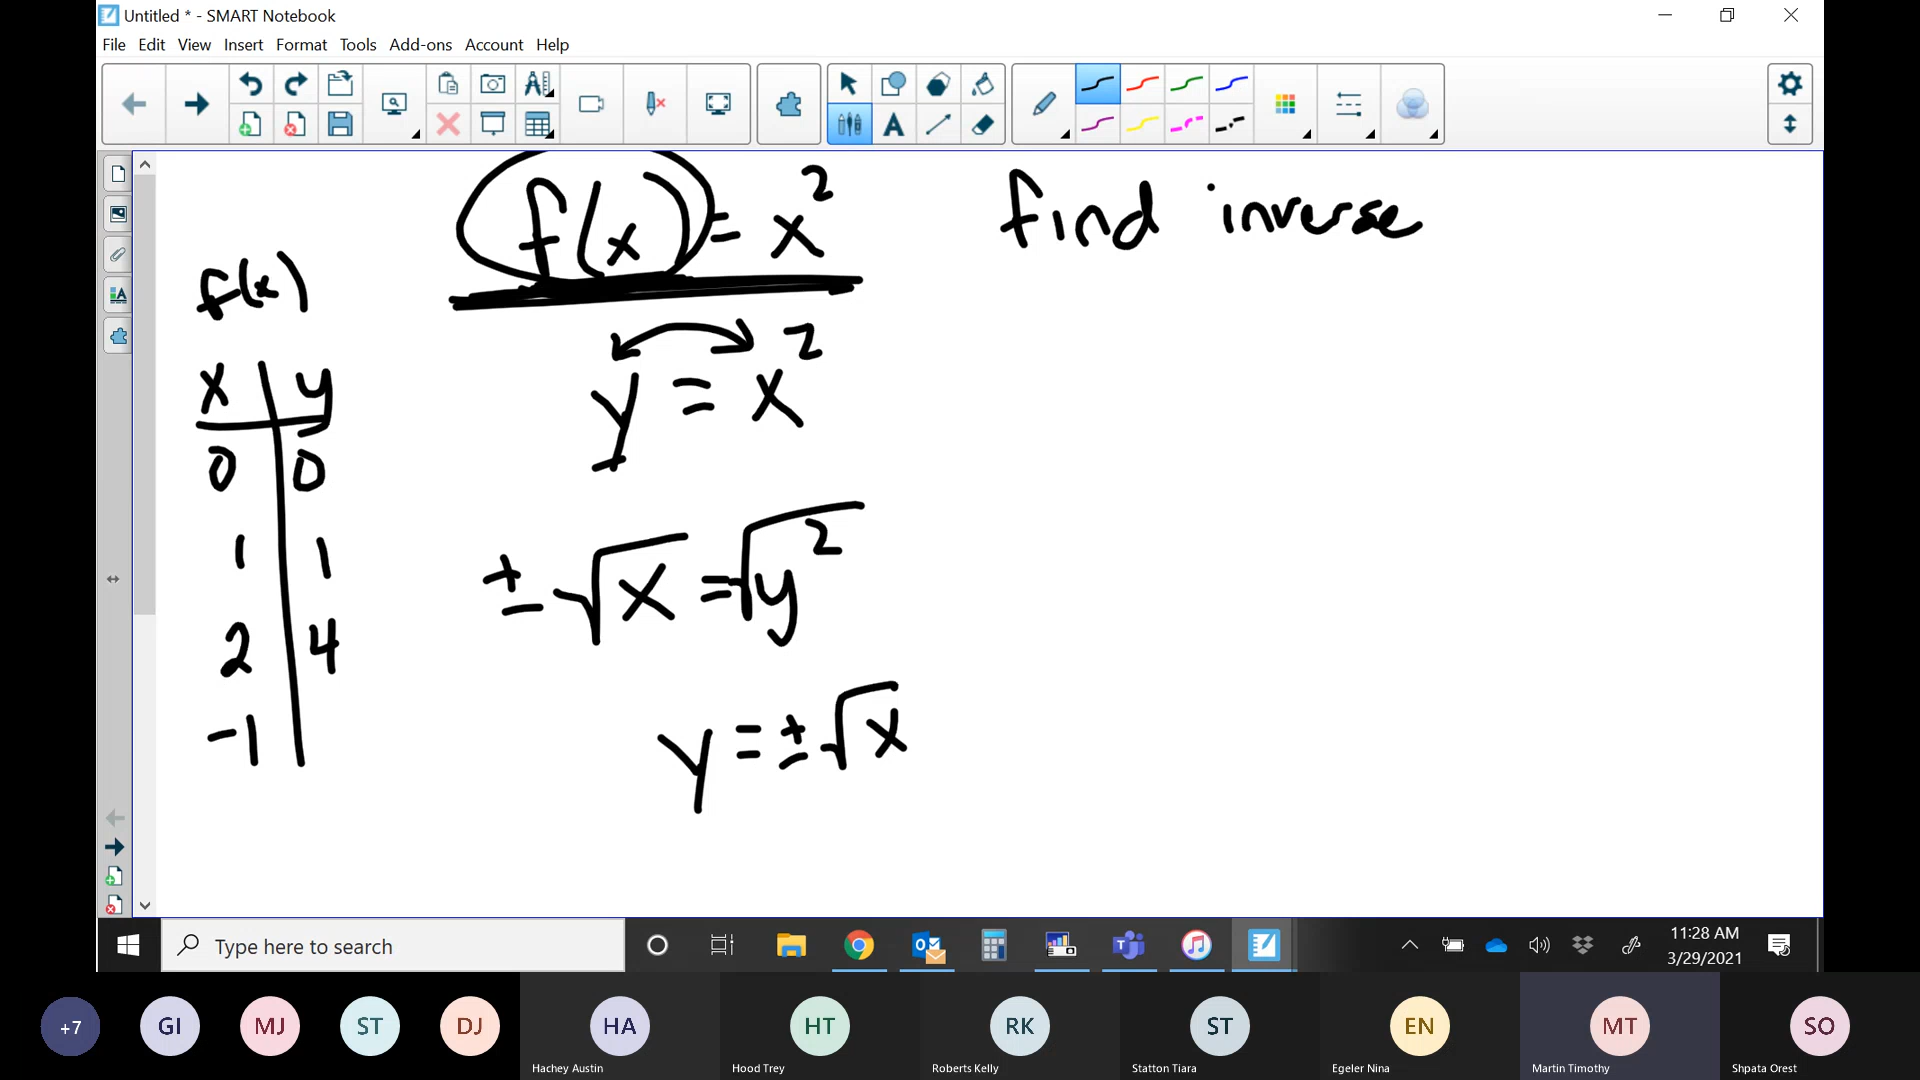 Untitled * - SMART Notebook
File Edit View Insert Format Tools Add-ons Account Help
f(x) = x²
find inverse
f(x)
y = x²
x y
0 0
1 1
2 4
-1
± √x = √y²
y = ± √x
Type here to search
11:28 AM
3/29/2021
+7 GI MJ ST DJ HA HT RK ST EN MT SO
Hachey Austin Hood Trey Roberts Kelly Statton Tiara Egeler Nina Martin Timothy Shpata Orest